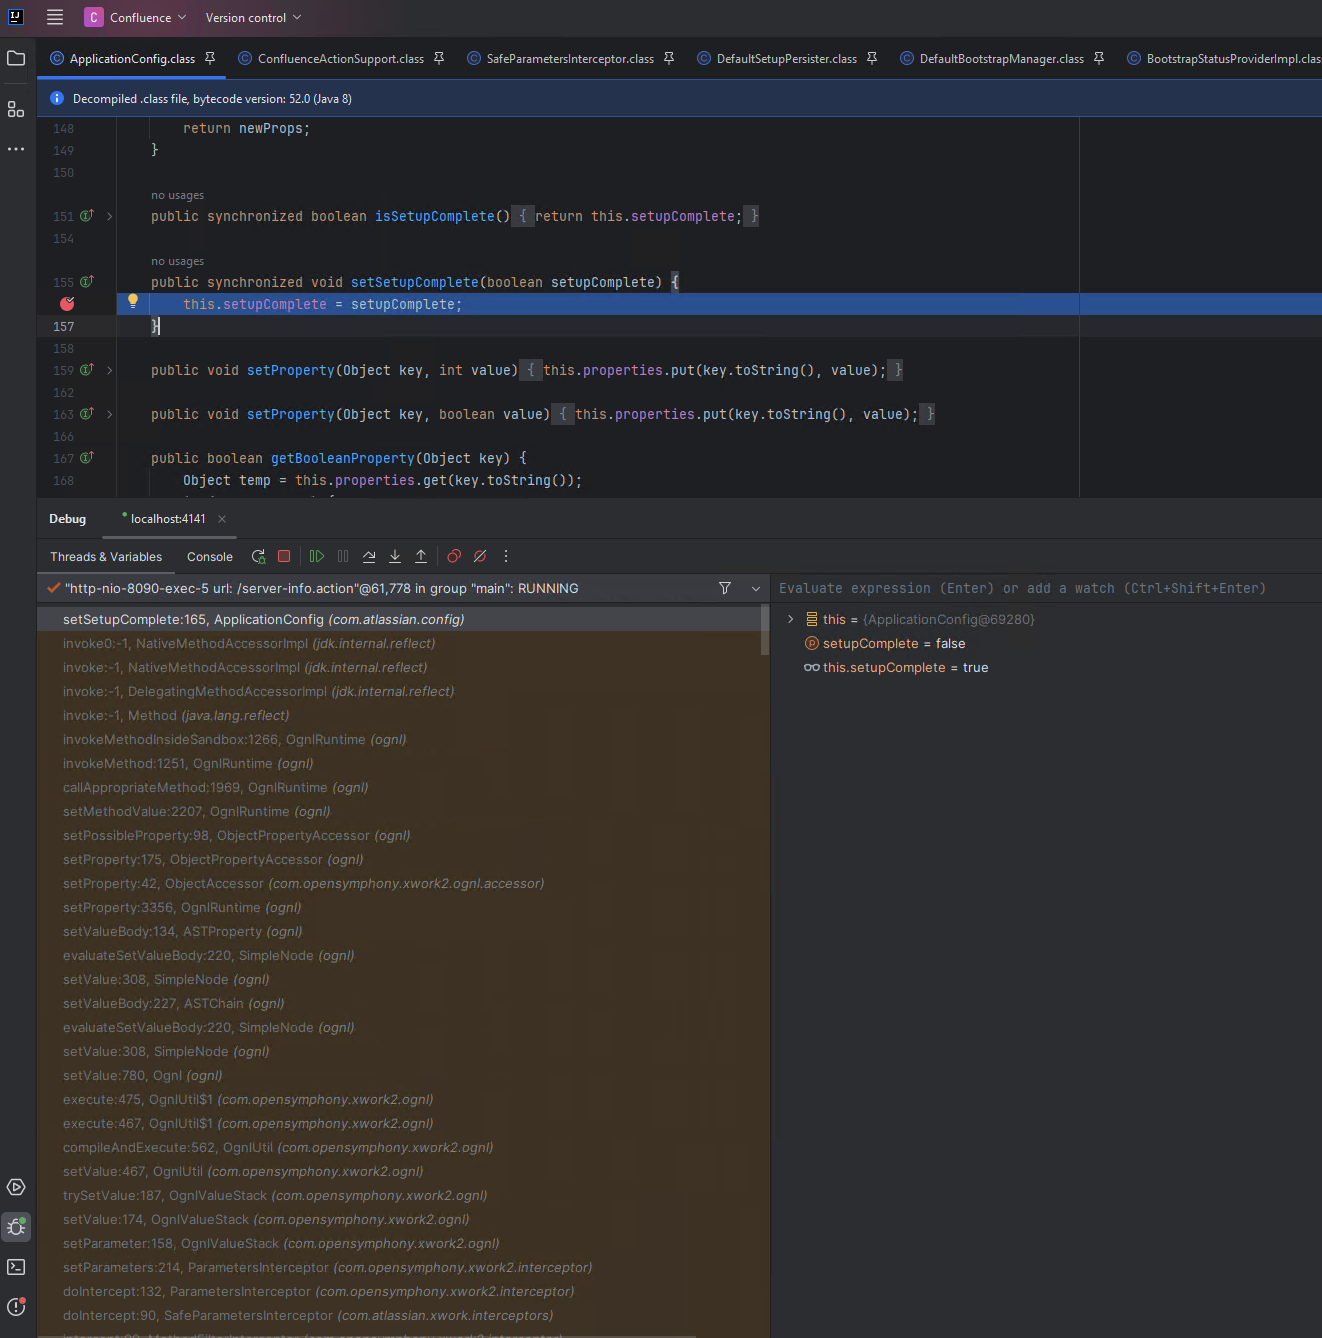 IJ
C Confluence Version control
ApplicationConfig.class ConfluenceActionSupport.class SafeParametersInterceptor.class DefaultSetupPersister.class DefaultBootstrapManager.class BootstrapStatusProviderImpl.clas
Decompiled .class file, bytecode version: 52.0 (Java 8)
148 return newProps;
149 }
150
no usages
151 public synchronized boolean isSetupComplete() { return this.setupComplete; }
154
no usages
155 public synchronized void setSetupComplete(boolean setupComplete) {
this.setupComplete = setupComplete;
157 }
158
159 public void setProperty(Object key, int value) { this.properties.put(key.toString(), value); }
162
163 public void setProperty(Object key, boolean value) { this.properties.put(key.toString(), value); }
166
167 public boolean getBooleanProperty(Object key) {
168 Object temp = this.properties.get(key.toString());
Debug localhost:4141
Threads & Variables Console
"http-nio-8090-exec-5 url: /server-info.action"@61,778 in group "main": RUNNING
Evaluate expression (Enter) or add a watch (Ctrl+Shift+Enter)
setSetupComplete:165, ApplicationConfig (com.atlassian.config)
invoke0:-1, NativeMethodAccessorImpl (jdk.internal.reflect)
invoke:-1, NativeMethodAccessorImpl (jdk.internal.reflect)
invoke:-1, DelegatingMethodAccessorImpl (jdk.internal.reflect)
invoke:-1, Method (java.lang.reflect)
invokeMethodInsideSandbox:1266, OgnlRuntime (ognl)
invokeMethod:1251, OgnlRuntime (ognl)
callAppropriateMethod:1969, OgnlRuntime (ognl)
setMethodValue:2207, OgnlRuntime (ognl)
setPossibleProperty:98, ObjectPropertyAccessor (ognl)
setProperty:175, ObjectPropertyAccessor (ognl)
setProperty:42, ObjectAccessor (com.opensymphony.xwork2.ognl.accessor)
setProperty:3356, OgnlRuntime (ognl)
setValueBody:134, ASTProperty (ognl)
evaluateSetValueBody:220, SimpleNode (ognl)
setValue:308, SimpleNode (ognl)
setValueBody:227, ASTChain (ognl)
evaluateSetValueBody:220, SimpleNode (ognl)
setValue:308, SimpleNode (ognl)
setValue:780, Ognl (ognl)
execute:475, OgnlUtil$1 (com.opensymphony.xwork2.ognl)
execute:467, OgnlUtil$1 (com.opensymphony.xwork2.ognl)
compileAndExecute:562, OgnlUtil (com.opensymphony.xwork2.ognl)
setValue:467, OgnlUtil (com.opensymphony.xwork2.ognl)
trySetValue:187, OgnlValueStack (com.opensymphony.xwork2.ognl)
setValue:174, OgnlValueStack (com.opensymphony.xwork2.ognl)
setParameter:158, OgnlValueStack (com.opensymphony.xwork2.ognl)
setParameters:214, ParametersInterceptor (com.opensymphony.xwork2.interceptor)
doIntercept:132, ParametersInterceptor (com.opensymphony.xwork2.interceptor)
doIntercept:90, SafeParametersInterceptor (com.atlassian.xwork.interceptors)
this = {ApplicationConfig@69280}
setupComplete = false
this.setupComplete = true